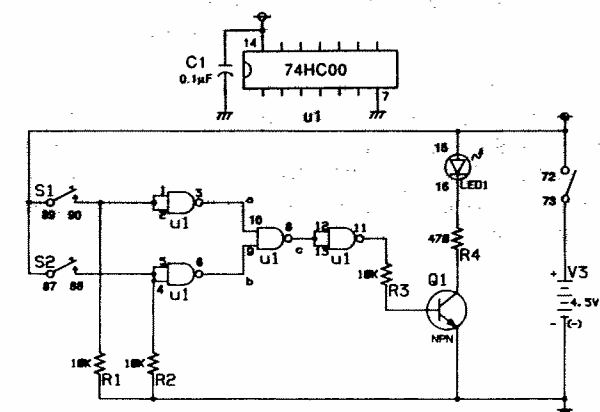 14
C1
0.1µF
74HC00
7
u1
15
16
LED1
72
73
S1
89 90
1
2
3
u1
a
10
9
8
u1
c
12
13
11
u1
470
R4
S2
87 88
5
4
6
u1
b
10K
R3
Q1
NPN
+
V3
4.5V
-
(-)
10K
R1
10K
R2